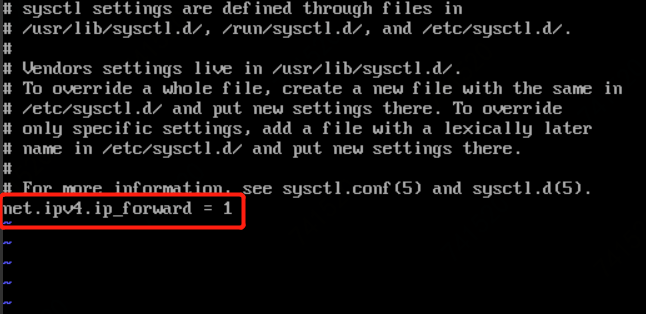 # sysctl settings are defined through files in
# /usr/lib/sysctl.d/, /run/sysctl.d/, and /etc/sysctl.d/.
#
# Vendors settings live in /usr/lib/sysctl.d/.
# To override a whole file, create a new file with the same in
# /etc/sysctl.d/ and put new settings there. To override
# only specific settings, add a file with a lexically later
# name in /etc/sysctl.d/ and put new settings there.
#
# For more information, see sysctl.conf(5) and sysctl.d(5).
net.ipv4.ip_forward = 1
~
~
~
~
~